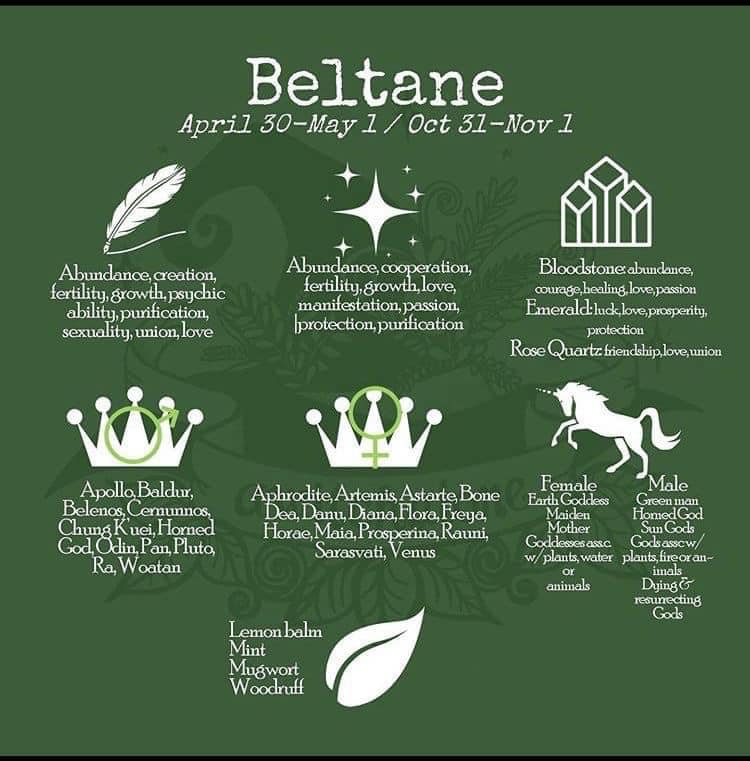 Beltane
April 30-May 1 / Oct 31-Nov 1
Abundance, creation,
fertility, growth, psychic
ability, purification,
sexuality, union, love
Abundance, cooperation,
fertility, growth, love,
manifestation, passion,
|protection, purification
Bloodstone: abundance,
courage, healing, love, passion
Emerald: luck, love, prosperity,
protection
Rose Quartz: friendship, love, union
Apollo, Baldur,
Belenos, Cernunnos,
Chung K'uei, Horned
God, Odin, Pan, Pluto,
Ra, Woatan
Aphrodite, Artemis, Astarte, Bone
Dea, Danu, Diana, Flora, Freya,
Horae, Maia, Prosperina, Rauni,
Sarasvati, Venus
Female
Earth Goddess
Maiden
Mother
Goddesses ass.c.
w/ plants, water
or
animals
Male
Green man
Horned God
Sun Gods
Gods assc w/
plants, fire or an-
imals
Dying &
resurrecting
Gods
Lemon balm
Mint
Mugwort
Woodruff